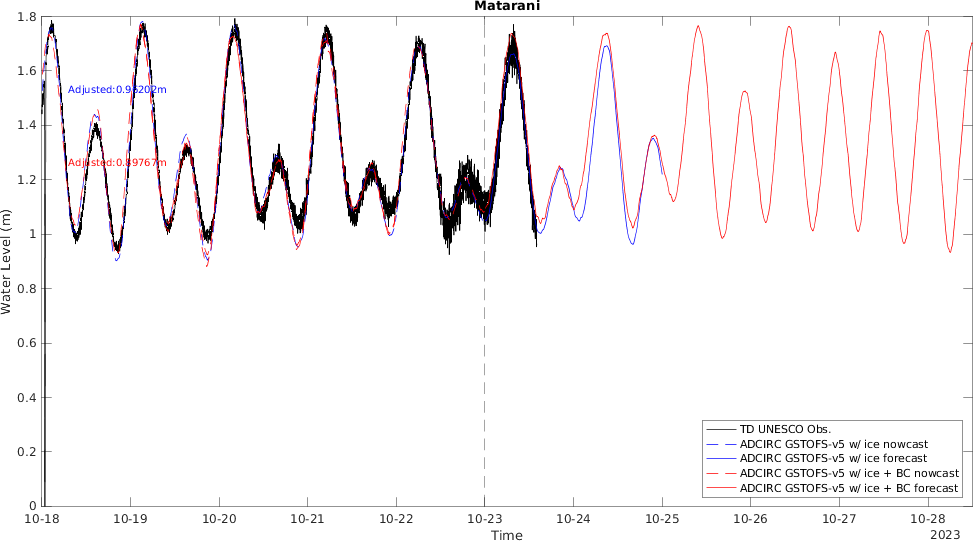 Matarani
1.8
1.6
1.4
1.2
1
0.8
0.6
0.4
0.2
0
Water Level (m)
Adjusted:0.95202m
Adjusted:0.89767m
TD UNESCO Obs.
ADCIRC GSTOFS-v5 w/ ice nowcast
ADCIRC GSTOFS-v5 w/ ice forecast
ADCIRC GSTOFS-v5 w/ ice + BC nowcast
ADCIRC GSTOFS-v5 w/ ice + BC forecast
10-18 10-19 10-20 10-21 10-22 10-23 10-24 10-25 10-26 10-27 10-28
Time
2023